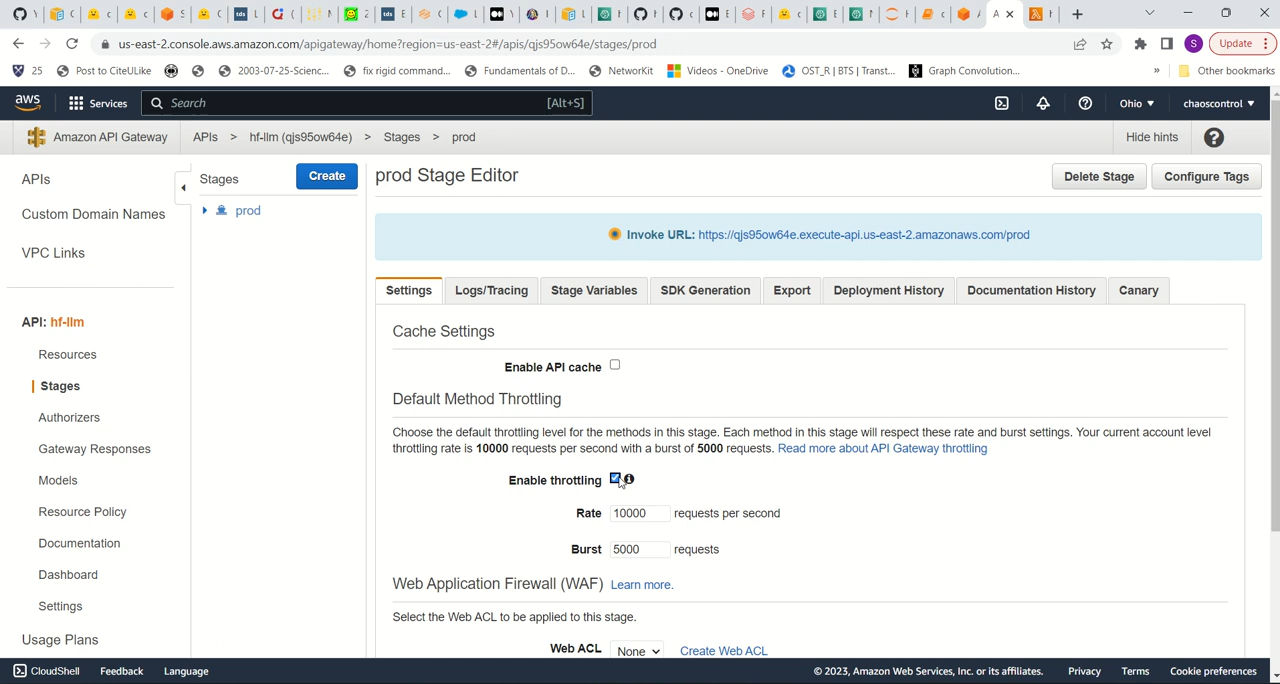 us-east-2.console.aws.amazon.com/apigateway/home?region=us-east-2#/apis/qjs95ow64e/stages/prod
S
Update
25
Post to CiteULike
2003-07-25-Scienc...
fix rigid command...
Fundamentals of D...
NetworKit
Videos - OneDrive
OST_R | BTS | Transt...
Graph Convolution...
»
Other bookmarks
aws
Services
Search
[Alt+S]
Ohio
chaoscontrol
Amazon API Gateway
APIs > hf-llm (qjs95ow64e) > Stages > prod
Hide hints
APIs
Custom Domain Names
VPC Links
API: hf-llm
Resources
Stages
Authorizers
Gateway Responses
Models
Resource Policy
Documentation
Dashboard
Settings
Usage Plans
Stages
Create
prod
prod Stage Editor
Delete Stage
Configure Tags
Invoke URL: https://qjs95ow64e.execute-api.us-east-2.amazonaws.com/prod
Settings
Logs/Tracing
Stage Variables
SDK Generation
Export
Deployment History
Documentation History
Canary
Cache Settings
Enable API cache
Default Method Throttling
Choose the default throttling level for the methods in this stage. Each method in this stage will respect these rate and burst settings. Your current account level
throttling rate is 10000 requests per second with a burst of 5000 requests. Read more about API Gateway throttling
Enable throttling
Rate 10000 requests per second
Burst 5000 requests
Web Application Firewall (WAF) Learn more.
Select the Web ACL to be applied to this stage.
Web ACL None Create Web ACL
CloudShell
Feedback
Language
© 2023, Amazon Web Services, Inc. or its affiliates.
Privacy
Terms
Cookie preferences